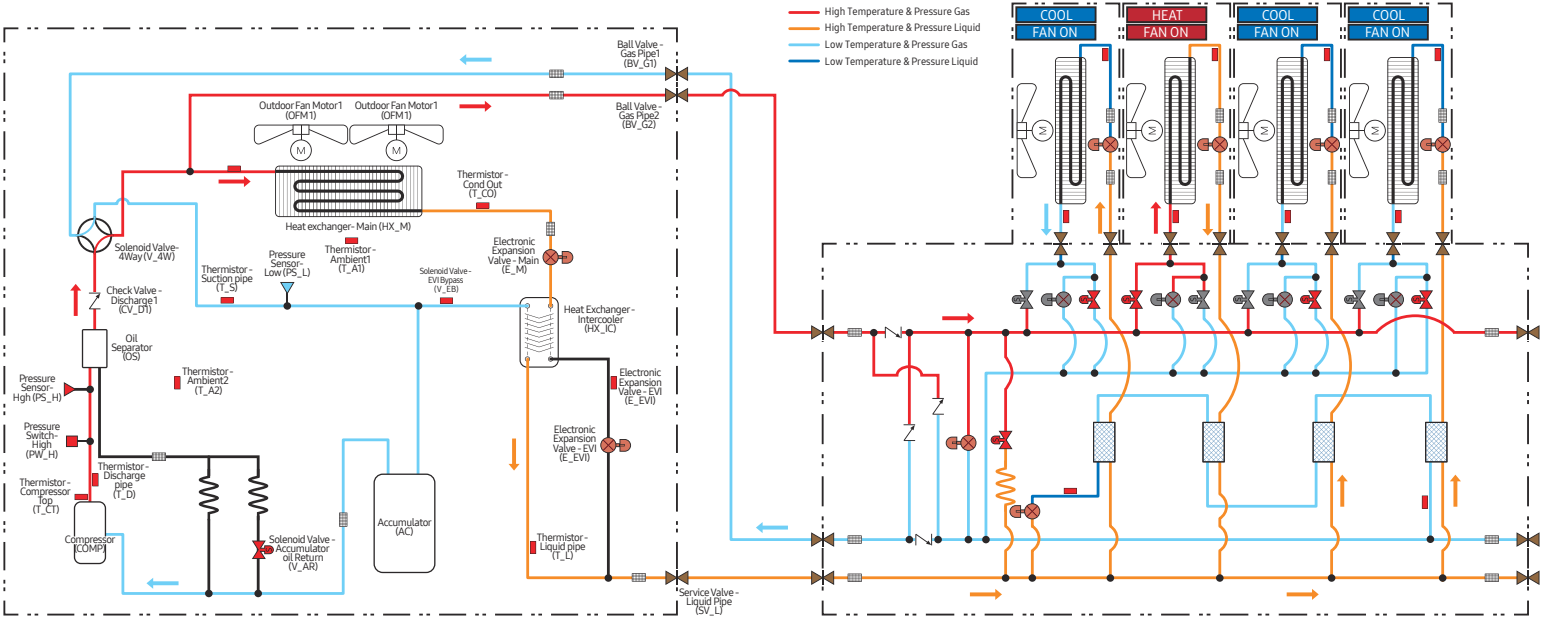 High Temperature & Pressure Gas
High Temperature & Pressure Liquid
Low Temperature & Pressure Gas
Low Temperature & Pressure Liquid
COOL
FAN ON
HEAT
FAN ON
COOL
FAN ON
COOL
FAN ON
Ball Valve -
Gas Pipe1
(BV_G1)
Ball Valve -
Gas Pipe2
(BV_G2)
Outdoor Fan Motor1
(OFM1)
Outdoor Fan Motor1
(OFM1)
M
M
M
M
M
M
Thermistor -
Cond Out
(T_CO)
Heat exchanger- Main (HX_M)
Solenoid Valve-
4Way (V_4W)
Thermistor-
Ambient1
(T_A1)
Electronic
Expansion
Valve - Main
(E_M)
Pressure
Sensor-
Low (PS_L)
Thermistor-
Suction pipe
(T_S)
Solenoid Valve-
EVI Bypass
(V_EB)
Check Valve -
Discharge 1
(CV_D1)
Heat Exchanger-
Intercooler
(HX_IC)
Oil
Separator
(OS)
Pressure
Sensor-
Hgh (PS_H)
Thermistor-
Ambient2
(T_A2)
Electronic
Expansion
Valve - EVI
(E_EVI)
Pressure
Switch-
High
(PW_H)
Electronic
Expansion
Valve - EVI
(E_EVI)
Thermistor-
Discharge
pipe
(T_D)
Thermistor-
Compressor
Top
(T_CT)
Compressor
(COMP)
Accumulator
(AC)
Solenoid Valve -
Accumulator
oil Return
(V_AR)
Thermistor-
Liquid pipe
(T_L)
Service Valve -
Liquid Pipe
(SV_L)